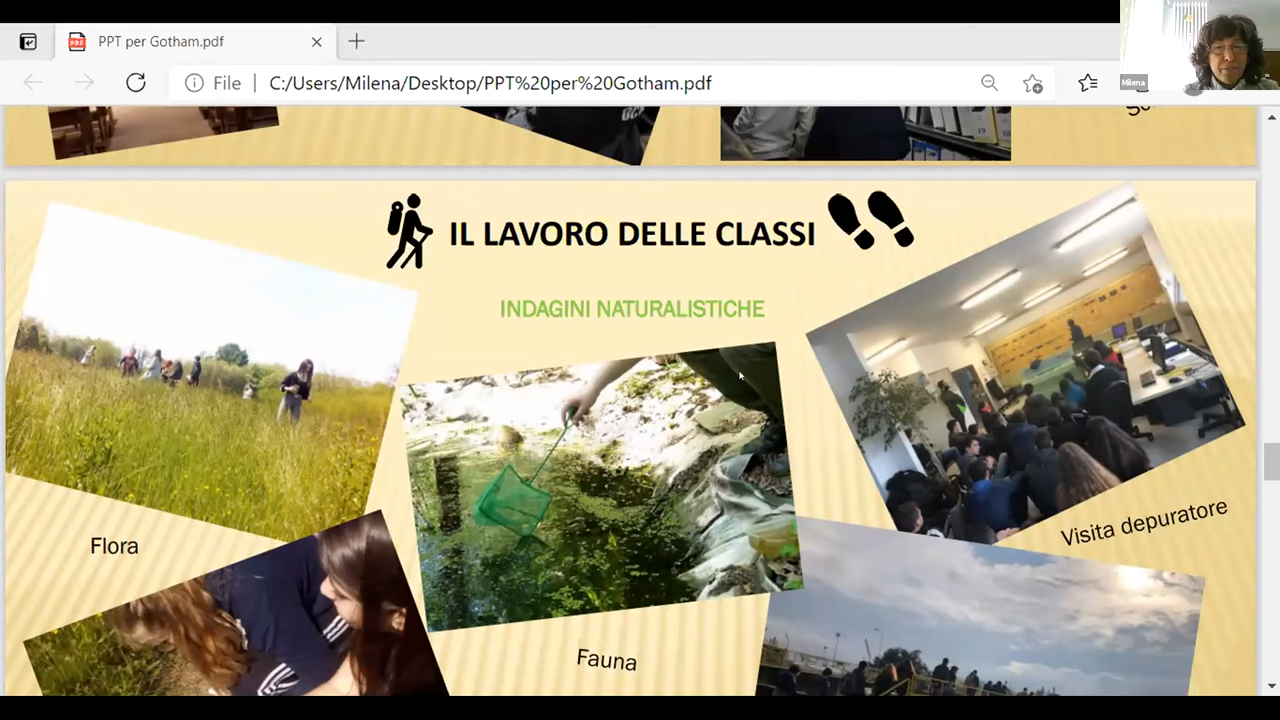 PPT per Gotham.pdf
File
C:/Users/Milena/Desktop/PPT%20per%20Gotham.pdf
Milena
IL LAVORO DELLE CLASSI
INDAGINI NATURALISTICHE
Flora
Fauna
Visita depuratore